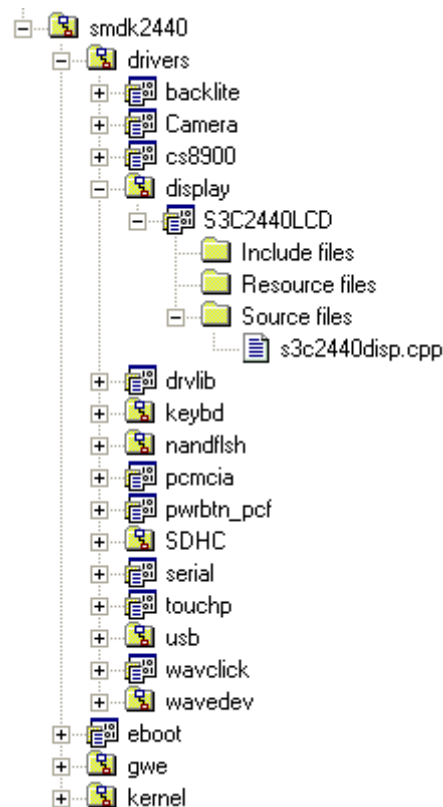 smdk2440
drivers
backlite
Camera
cs8900
display
S3C2440LCD
Include files
Resource files
Source files
s3c2440disp.cpp
drvlib
keybd
nandflsh
pcmcia
pwrbtn_pcf
SDHC
serial
touchp
usb
wavclick
wavedev
eboot
gwe
kernel